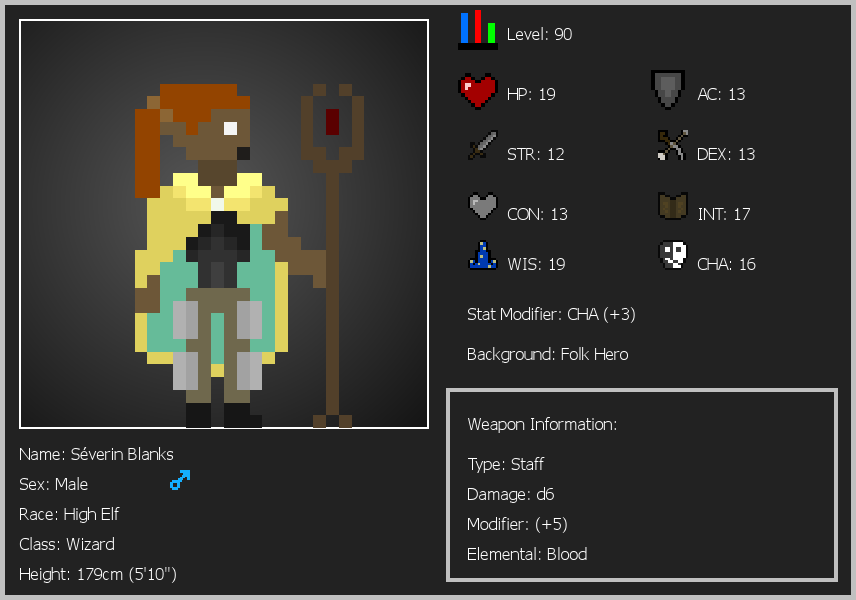 Level: 90
HP: 19
AC: 13
STR: 12
DEX: 13
CON: 13
INT: 17
WIS: 19
CHA: 16
Stat Modifier: CHA (+3)
Background: Folk Hero
Weapon Information:
Type: Staff
Damage: d6
Modifier: (+5)
Elemental: Blood
Name: Séverin Blanks
Sex: Male
Race: High Elf
Class: Wizard
Height: 179cm (5'10")